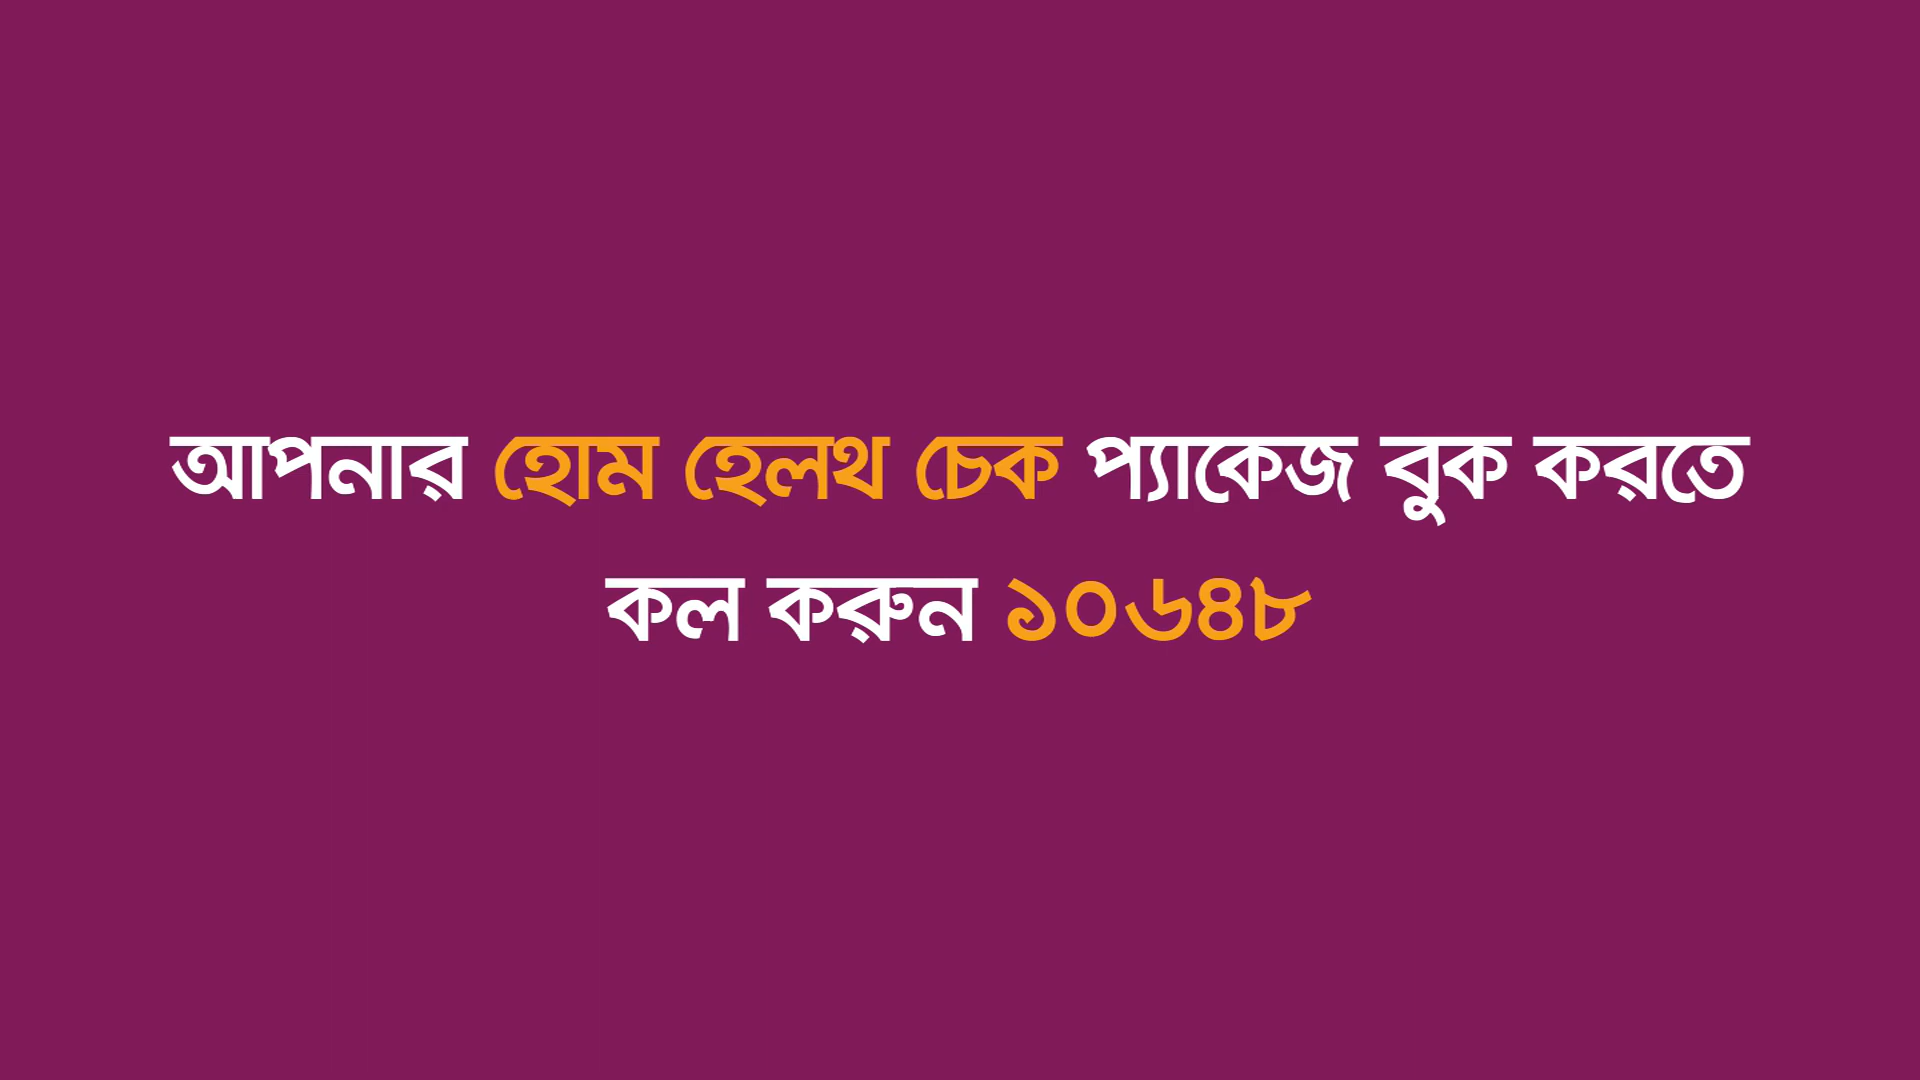 আপনার হোম হেলথ চেক প্যাকেজ বুক করতে
কল করুন ১০৬৪৮